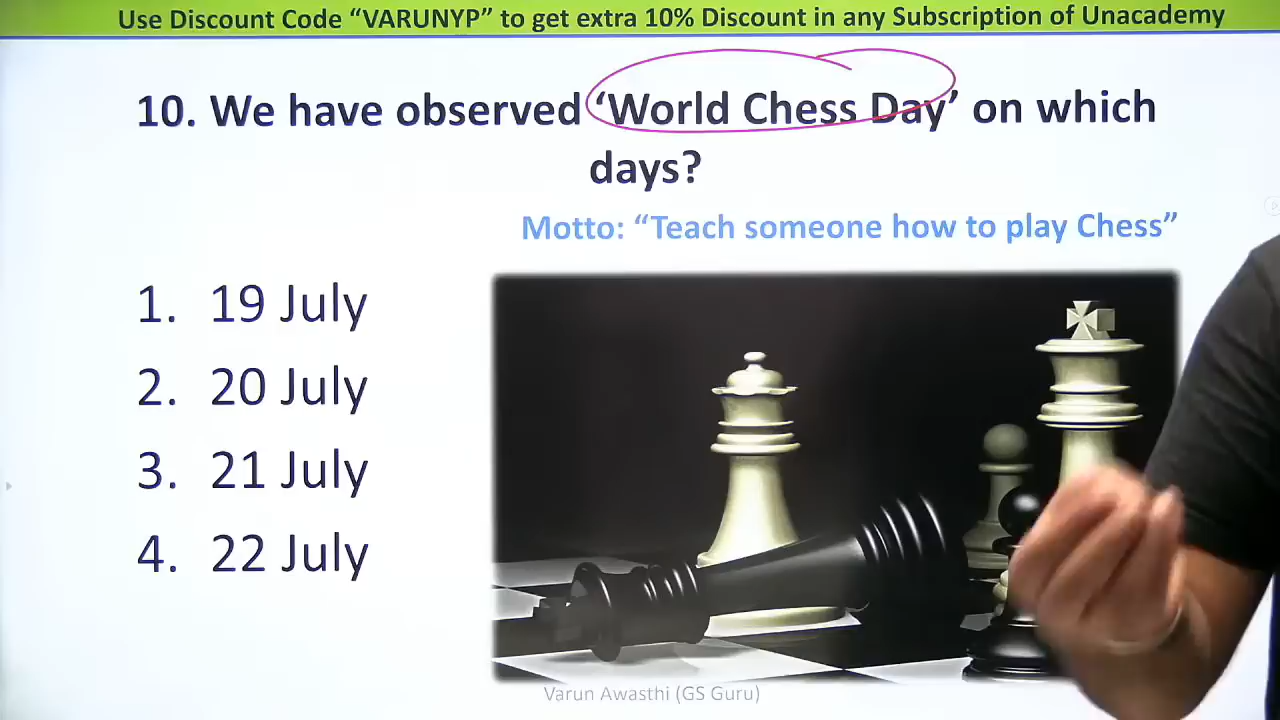 Use Discount Code “VARUNYP” to get extra 10% Discount in any Subscription of Unacademy
10. We have observed ‘World Chess Day’ on which
days?
Motto: “Teach someone how to play Chess”
1. 19 July
2. 20 July
3. 21 July
4. 22 July
Varun Awasthi (GS Guru)